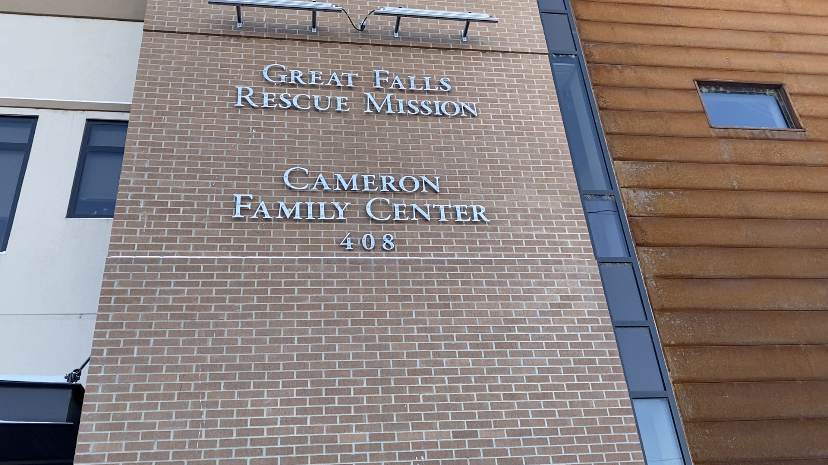 Great Falls
Rescue Mission
Cameron
Family Center
408